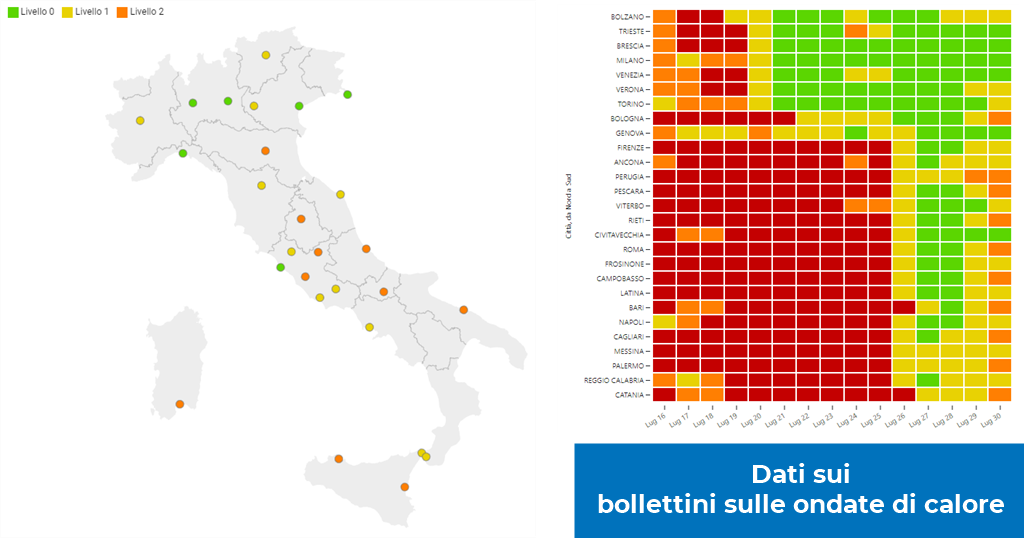 Livello 0 Livello 1 Livello 2
Città, da Nord a Sud
BOLZANO
TRIESTE
BRESCIA
MILANO
VENEZIA
VERONA
TORINO
BOLOGNA
GENOVA
FIRENZE
ANCONA
PERUGIA
PESCARA
VITERBO
RIETI
CIVITAVECCHIA
ROMA
FROSINONE
CAMPOBASSO
LATINA
BARI
NAPOLI
CAGLIARI
MESSINA
PALERMO
REGGIO CALABRIA
CATANIA
Lug 16 Lug 17 Lug 18 Lug 19 Lug 20 Lug 21 Lug 22 Lug 23 Lug 24 Lug 25 Lug 26 Lug 27 Lug 28 Lug 29 Lug 30
Dati sui
bollettini sulle ondate di calore